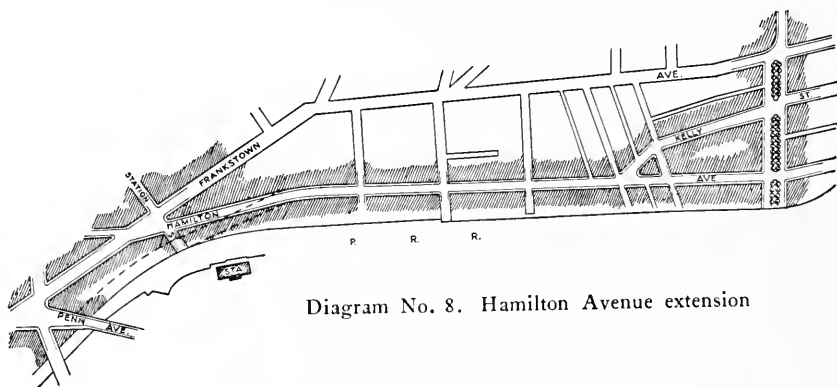 AVE.
ST.
KELLY
FRANKSTOWN
STATION
AVE
HAMILTON
P. R. R.
STA
PENN AVE.
Diagram No. 8. Hamilton Avenue extension